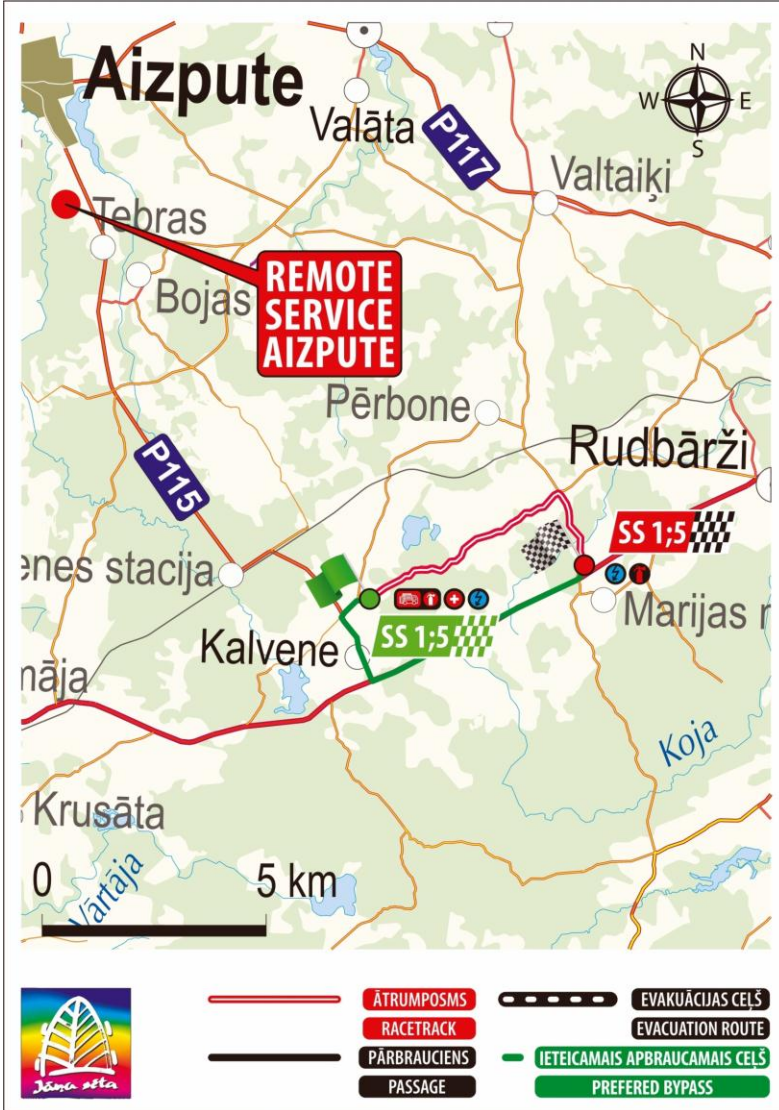 Aizpute
Valāta
P117
N
W E
S
Valtaiķi
Tebras
Bojas
REMOTE
SERVICE
AIZPUTE
Pērbone
Rudbārži
P115
SS 1;5
enes stacija
Marijas
Kalvene
SS 1;5
māja
Koja
Krusāta
Vārtāja
0 5 km
Jāņa sēta
ĀTRUMPOSMS
RACETRACK
PĀRBRAUCIENS
PASSAGE
EVAKUĀCIJAS CEĻŠ
EVACUATION ROUTE
IETEICAMAIS APBRAUCAMAIS CEĻŠ
PREFERED BYPASS